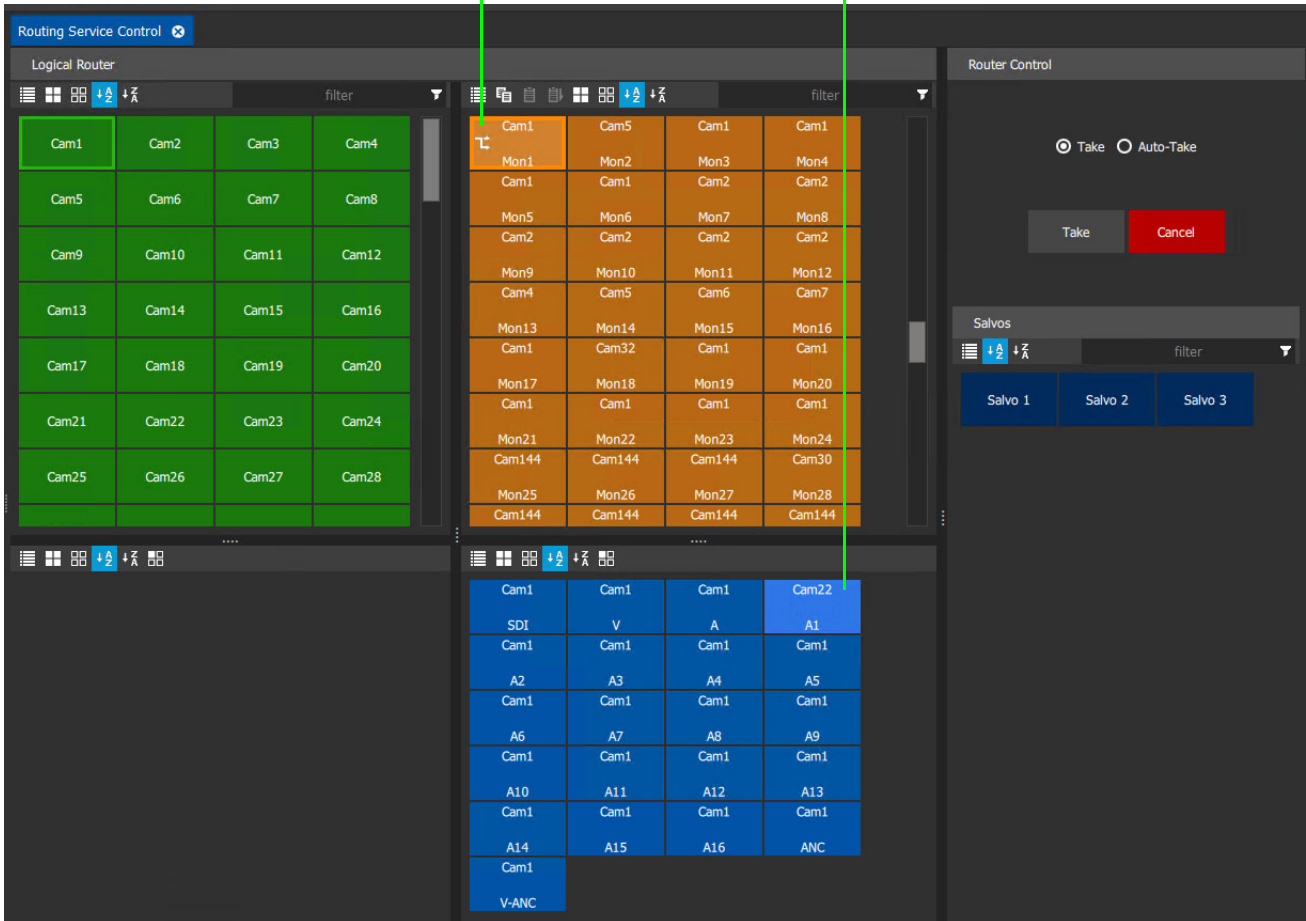 Routing Service Control
Logical Router
Router Control
filter
filter
Cam1 Cam2 Cam3 Cam4
Cam5 Cam6 Cam7 Cam8
Cam9 Cam10 Cam11 Cam12
Cam13 Cam14 Cam15 Cam16
Cam17 Cam18 Cam19 Cam20
Cam21 Cam22 Cam23 Cam24
Cam25 Cam26 Cam27 Cam28
Cam1 Cam5 Cam1 Cam1
Mon1 Mon2 Mon3 Mon4
Cam1 Cam1 Cam2 Cam2
Mon5 Mon6 Mon7 Mon8
Cam2 Cam2 Cam2 Cam2
Mon9 Mon10 Mon11 Mon12
Cam4 Cam5 Cam6 Cam7
Mon13 Mon14 Mon15 Mon16
Cam1 Cam32 Cam1 Cam1
Mon17 Mon18 Mon19 Mon20
Cam1 Cam1 Cam1 Cam1
Mon21 Mon22 Mon23 Mon24
Cam144 Cam144 Cam144 Cam30
Mon25 Mon26 Mon27 Mon28
Cam144 Cam144 Cam144 Cam144
Cam1 Cam1 Cam1 Cam22
SDI V A A1
Cam1 Cam1 Cam1 Cam1
A2 A3 A4 A5
Cam1 Cam1 Cam1 Cam1
A6 A7 A8 A9
Cam1 Cam1 Cam1 Cam1
A10 A11 A12 A13
Cam1 Cam1 Cam1 Cam1
A14 A15 A16 ANC
Cam1
V-ANC
Take Auto-Take
Take Cancel
Salvos
filter
Salvo 1 Salvo 2 Salvo 3